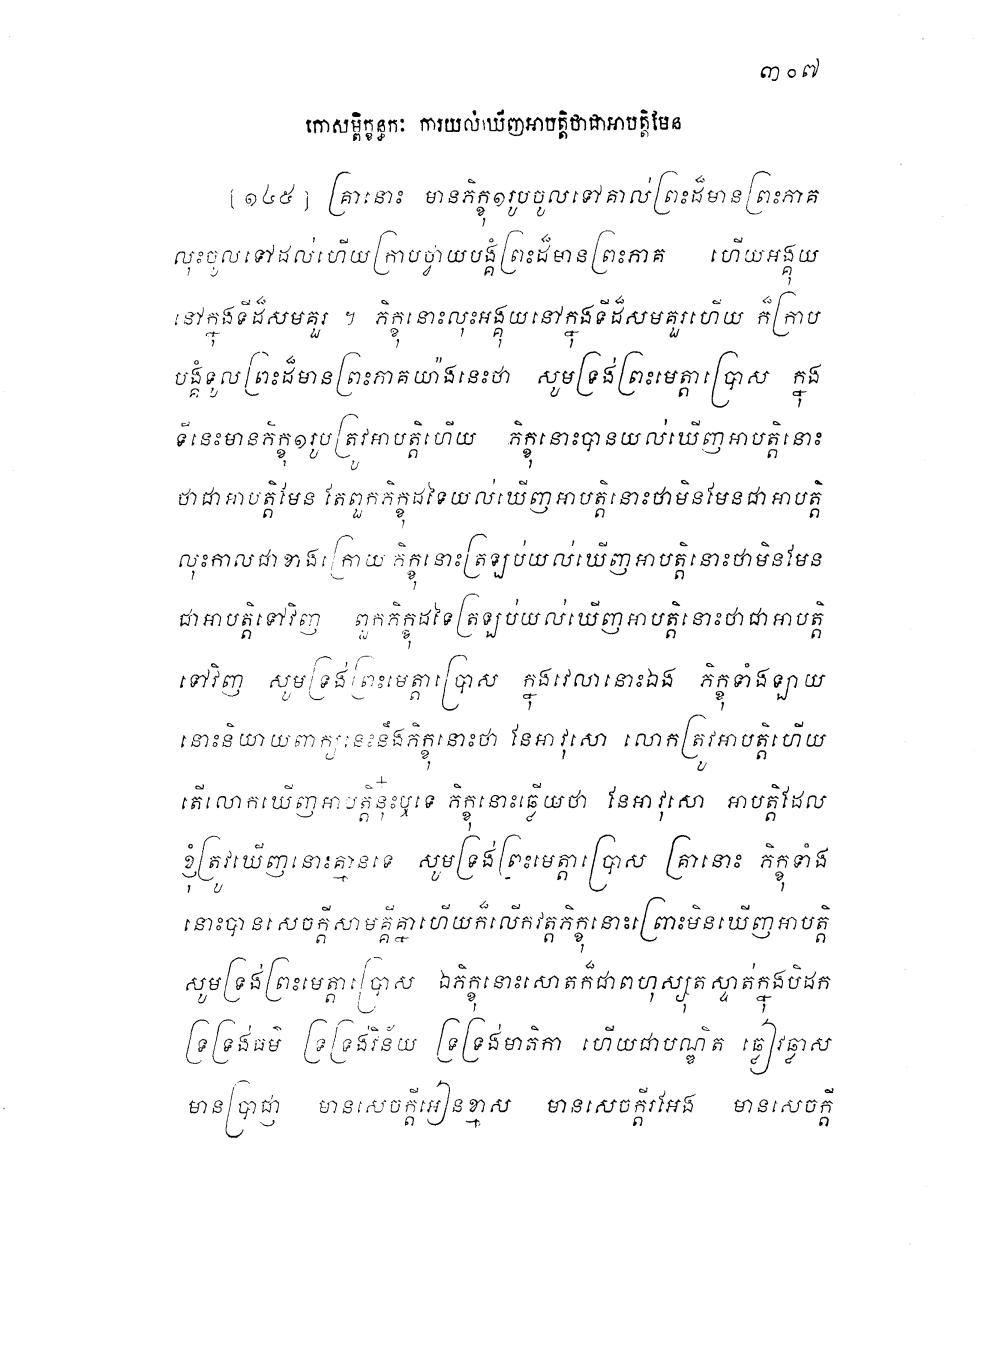 ៣០៧
កោសម្ពិក្ខន្ធកៈ ការយល់ឃើញអាបត្តិថាជាអាបត្តិមែន
[១៤៥] គ្រានោះ មានភិក្ខុ១រូបចូលទៅគាល់ព្រះដ៏មានព្រះភាគ
លុះចូលទៅដល់ហើយក្រាបថ្វាយបង្គំព្រះដ៏មានព្រះភាគ ហើយអង្គុយ
នៅក្នុងទីដ៏សមគួរ ។ ភិក្ខុនោះលុះអង្គុយនៅក្នុងទីដ៏សមគួរហើយ ក៏ក្រាប
បង្គំទូលព្រះដ៏មានព្រះភាគយ៉ាងនេះថា សូមទ្រង់ព្រះមេត្តាប្រោស ក្នុង
ទីនេះមានភិក្ខុ១រូបត្រូវអាបត្តិហើយ ភិក្ខុនោះបានយល់ឃើញអាបត្តិនោះ
ថាជាអាបត្តិមែន តែពួកភិក្ខុដទៃយល់ឃើញអាបត្តិនោះថាមិនមែនជាអាបត្តិ
លុះកាលជាខាងក្រោយ ភិក្ខុនោះត្រឡប់យល់ឃើញអាបត្តិនោះថាមិនមែន
ជាអាបត្តិទៅវិញ ពួកភិក្ខុដទៃត្រឡប់យល់ឃើញអាបត្តិនោះថាជាអាបត្តិ
ទៅវិញ សូមទ្រង់ព្រះមេត្តាប្រោស ក្នុងវេលានោះឯង ភិក្ខុទាំងឡាយ
នោះនិយាយពាក្យនេះនឹងភិក្ខុនោះថា នែអាវុសោ លោកត្រូវអាបត្តិហើយ
តើលោកឃើញអាបត្តិនុ៎ះឬទេ ភិក្ខុនោះឆ្លើយថា នែអាវុសោ អាបត្តិដែល
ខ្ញុំត្រូវឃើញនោះគ្មានទេ សូមទ្រង់ព្រះមេត្តាប្រោស គ្រានោះ ភិក្ខុទាំង
នោះបានសេចក្តីសាមគ្គីគ្នាហើយក៏លើកវត្តភិក្ខុនោះព្រោះមិនឃើញអាបត្តិ
សូមទ្រង់ព្រះមេត្តាប្រោស ឯភិក្ខុនោះសោតក៏ជាពហុស្សុតស្ទាត់ក្នុងបិដក
ទ្រទ្រង់ធម៌ ទ្រទ្រង់វិន័យ ទ្រទ្រង់មាតិកា ហើយជាបណ្ឌិត ឆ្លៀវឆ្លាស
មានប្រាជ្ញា មានសេចក្តីអៀនខ្មាស មានសេចក្តីរអែង មានសេចក្តី